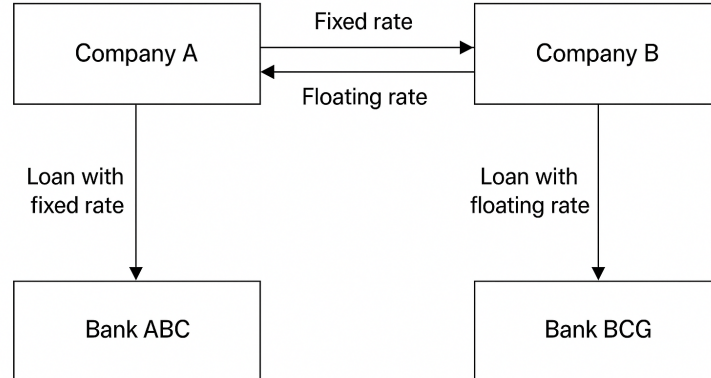 Fixed rate
Company A
Company B
Floating rate
Loan with
fixed rate
Loan with
floating rate
Bank ABC
Bank BCG